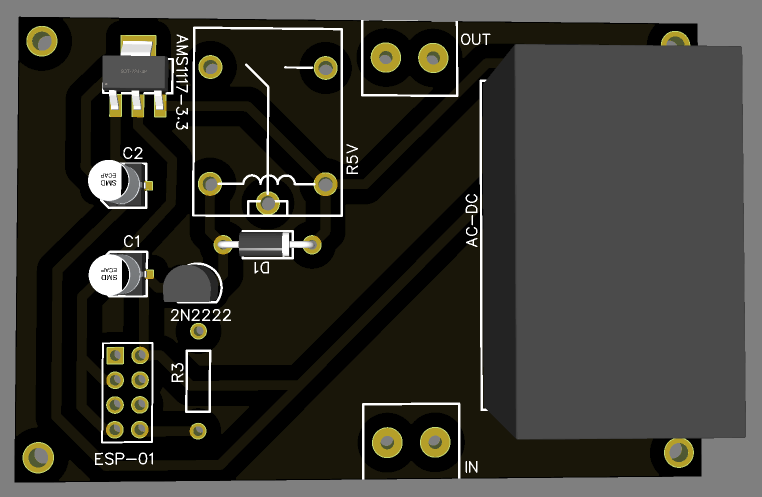 OUT
AMS1117-3.3
C2
SMD
ECAP
R5V
AC-DC
C1
SMD
ECAP
D1
2N2222
R3
ESP-01
IN